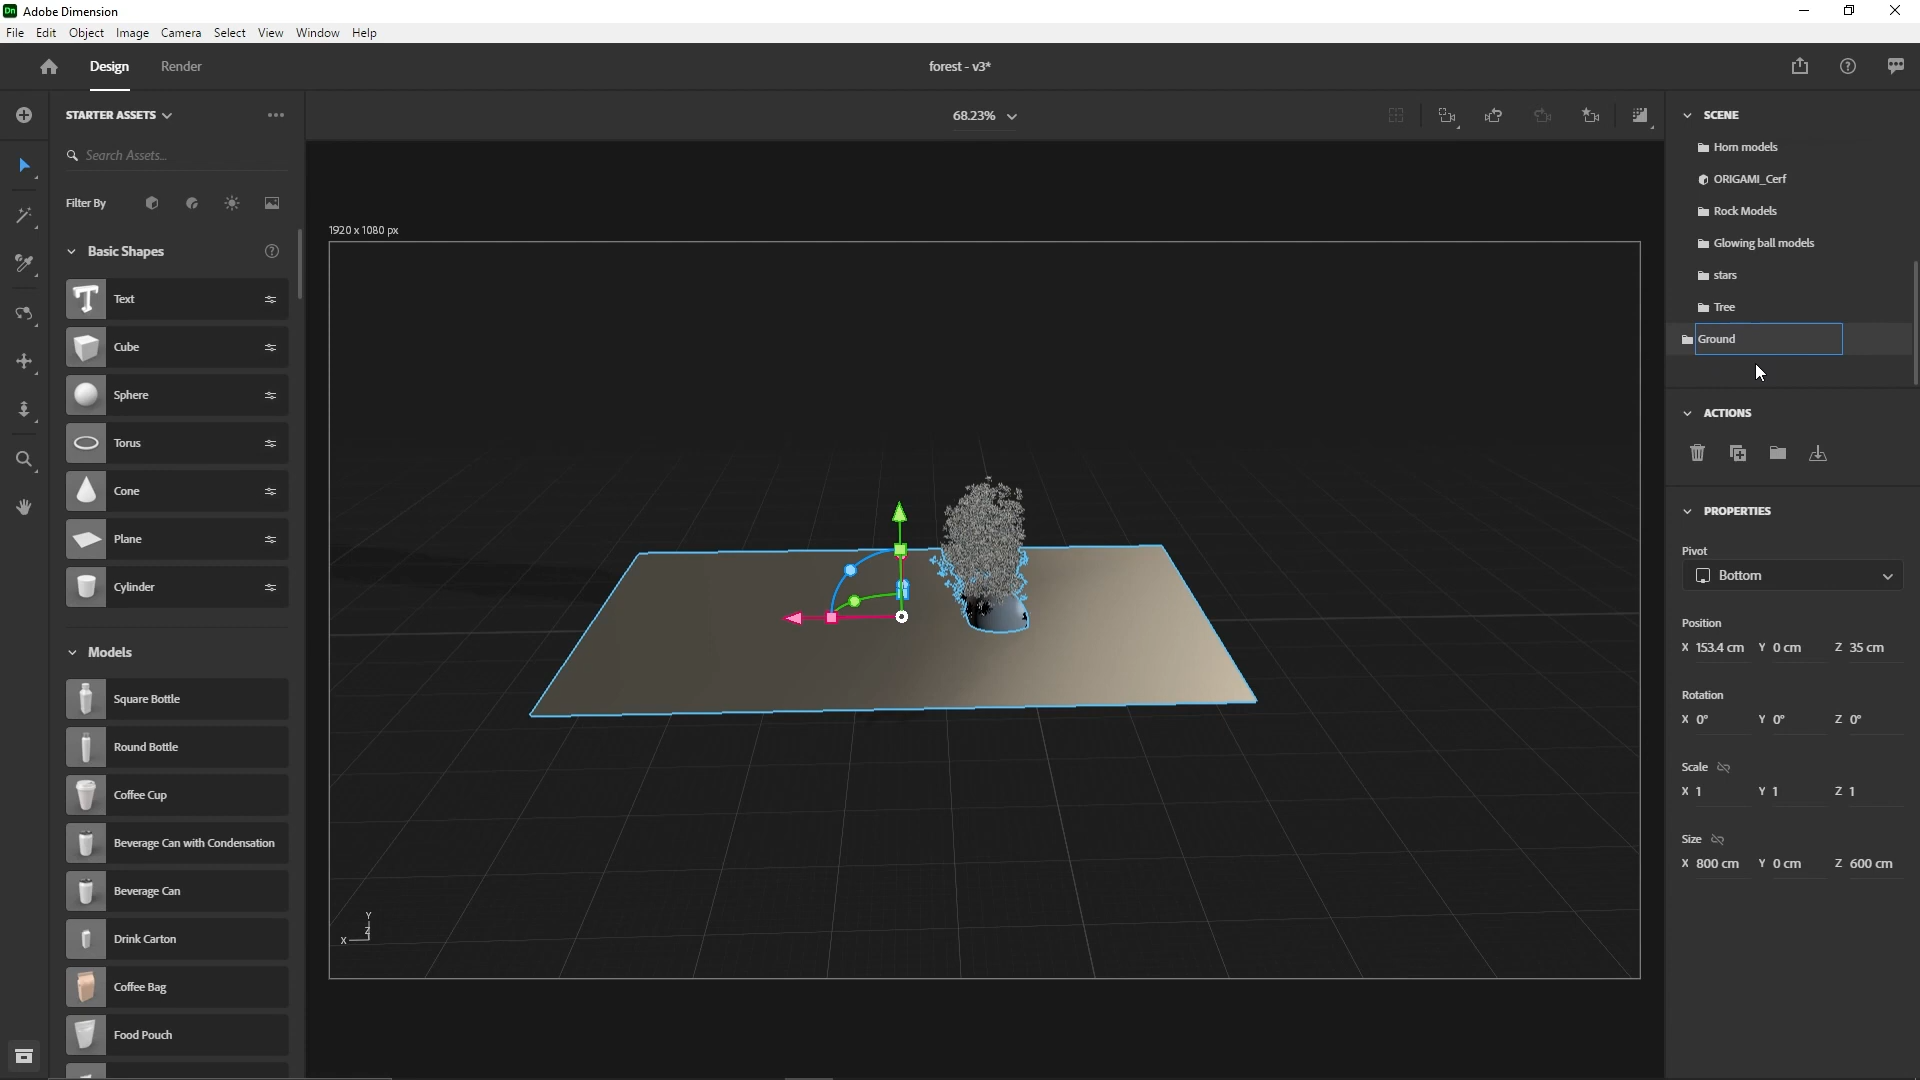 Dn Adobe Dimension
File Edit Object Image Camera Select View Window Help
Design Render forest - v3*
STARTER ASSETS
68.23%
SCENE
Search Assets...
Horn models
ORIGAMI_Cerf
Filter By
Rock Models
1920 x 1080 px
Glowing ball models
Basic Shapes
stars
Text
Tree
Cube
Ground
Sphere
ACTIONS
Torus
Cone
PROPERTIES
Plane
Pivot
Bottom
Cylinder
Position
X 153.4 cm Y 0 cm Z 35 cm
Models
Rotation
Square Bottle
X 0° Y 0° Z 0°
Round Bottle
Scale
Coffee Cup
X 1 Y 1 Z 1
Beverage Can with Condensation
Size
X 800 cm Y 0 cm Z 600 cm
Beverage Can
Y
Z
X
Drink Carton
Coffee Bag
Food Pouch